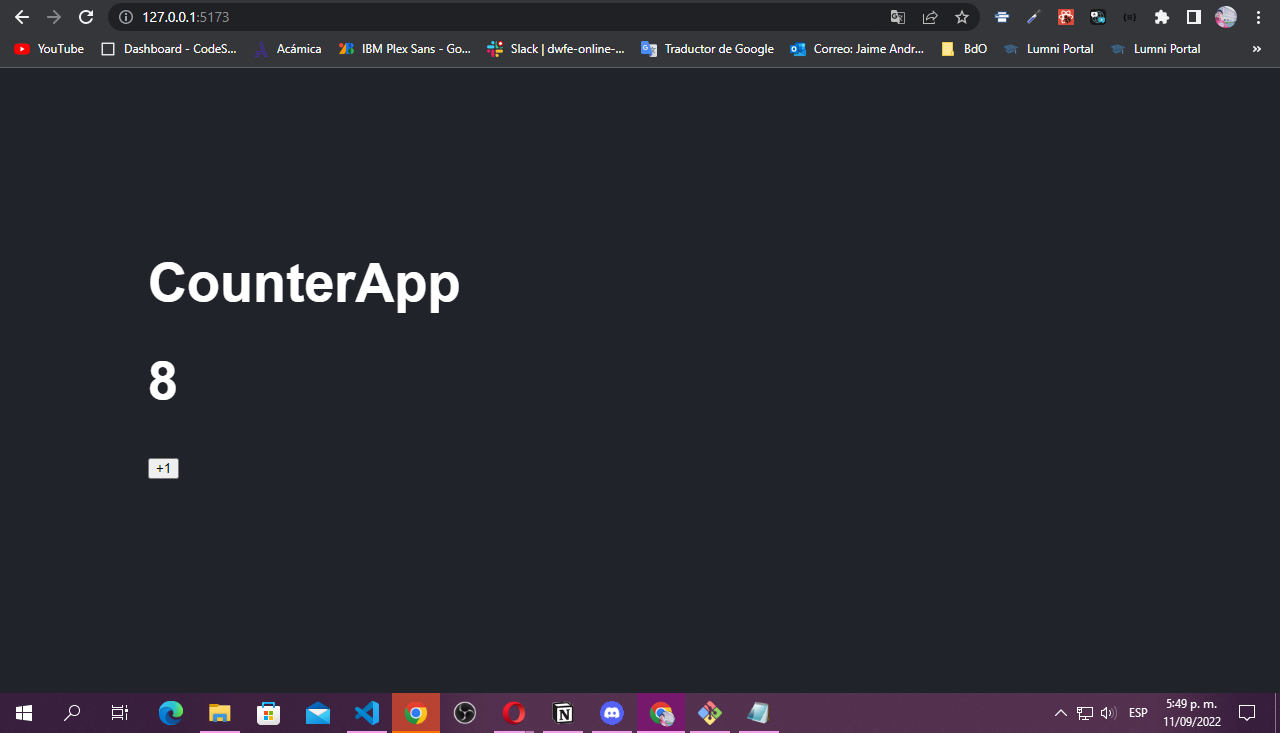 127.0.0.1:5173
YouTube Dashboard - CodeS... Acámica IBM Plex Sans - Go... Slack | dwfe-online-... Traductor de Google Correo: Jaime Andr... BdO Lumni Portal Lumni Portal »
CounterApp
8
+1
ESP 5:49 p. m.
11/09/2022